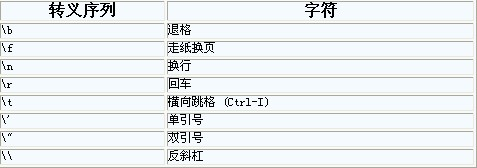 转义序列 字符
\b 退格
\f 走纸换页
\n 换行
\r 回车
\t 横向跳格 (Ctrl-I)
\' 单引号
\" 双引号
\\ 反斜杠